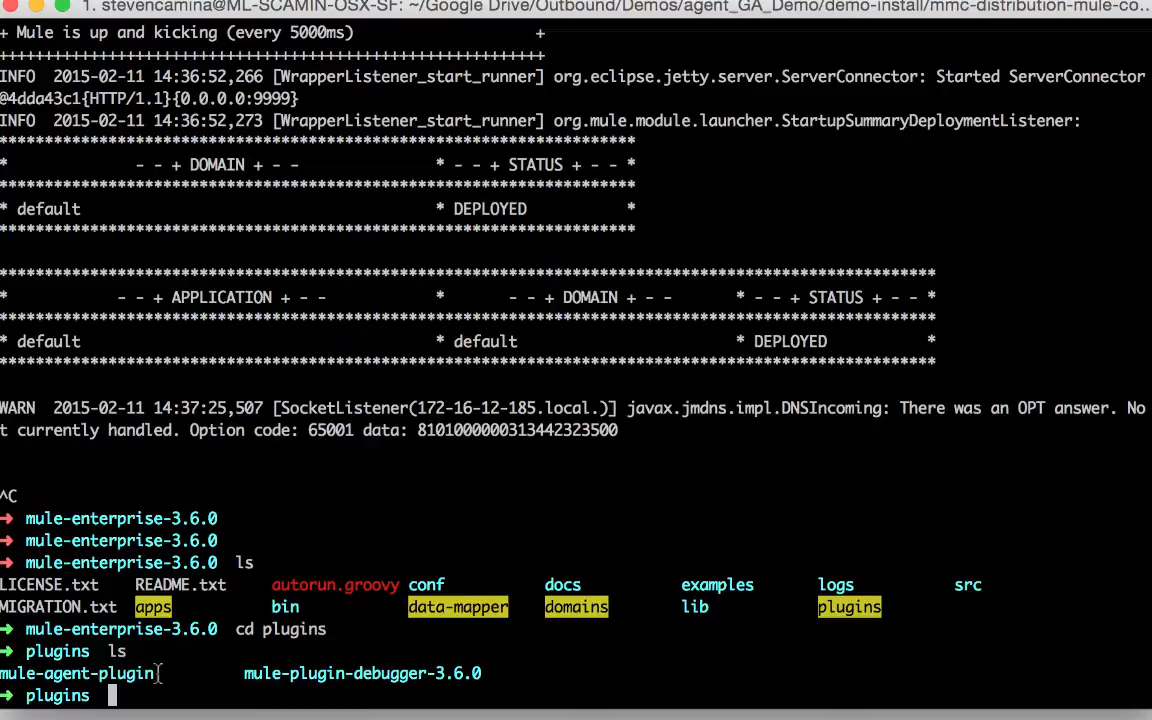 1. stevencamina@ML-SCAMIN-OSX-SF: ~/Google Drive/Outbound/Demos/agent_GA_Demo/demo-install/mmc-distribution-mule-co...
+ Mule is up and kicking (every 5000ms)                     +
++++++++++++++++++++++++++++++++++++++++++++++++++++++++++++
INFO  2015-02-11 14:36:52,266 [WrapperListener_start_runner] org.eclipse.jetty.server.ServerConnector: Started ServerConnector
@4dda43c1{HTTP/1.1}{0.0.0.0:9999}
INFO  2015-02-11 14:36:52,273 [WrapperListener_start_runner] org.mule.module.launcher.StartupSummaryDeploymentListener:
**********************************************************************
*              - - + DOMAIN + - -               * - - + STATUS + - - *
**********************************************************************
* default                                       * DEPLOYED           *
**********************************************************************

*******************************************************************************************************
*            - - + APPLICATION + - -            *       - - + DOMAIN + - -       * - - + STATUS + - - *
*******************************************************************************************************
* default                                       * default                        * DEPLOYED           *
*******************************************************************************************************

WARN  2015-02-11 14:37:25,507 [SocketListener(172-16-12-185.local.)] javax.jmdns.impl.DNSIncoming: There was an OPT answer. No
t currently handled. Option code: 65001 data: 8101000000313442323500

^C
➜  mule-enterprise-3.6.0
➜  mule-enterprise-3.6.0
➜  mule-enterprise-3.6.0  ls
LICENSE.txt    README.txt     autorun.groovy conf           docs           examples       logs           src
MIGRATION.txt  apps           bin            data-mapper    domains        lib            plugins
➜  mule-enterprise-3.6.0  cd plugins
➜  plugins  ls
mule-agent-plugin          mule-plugin-debugger-3.6.0
➜  plugins